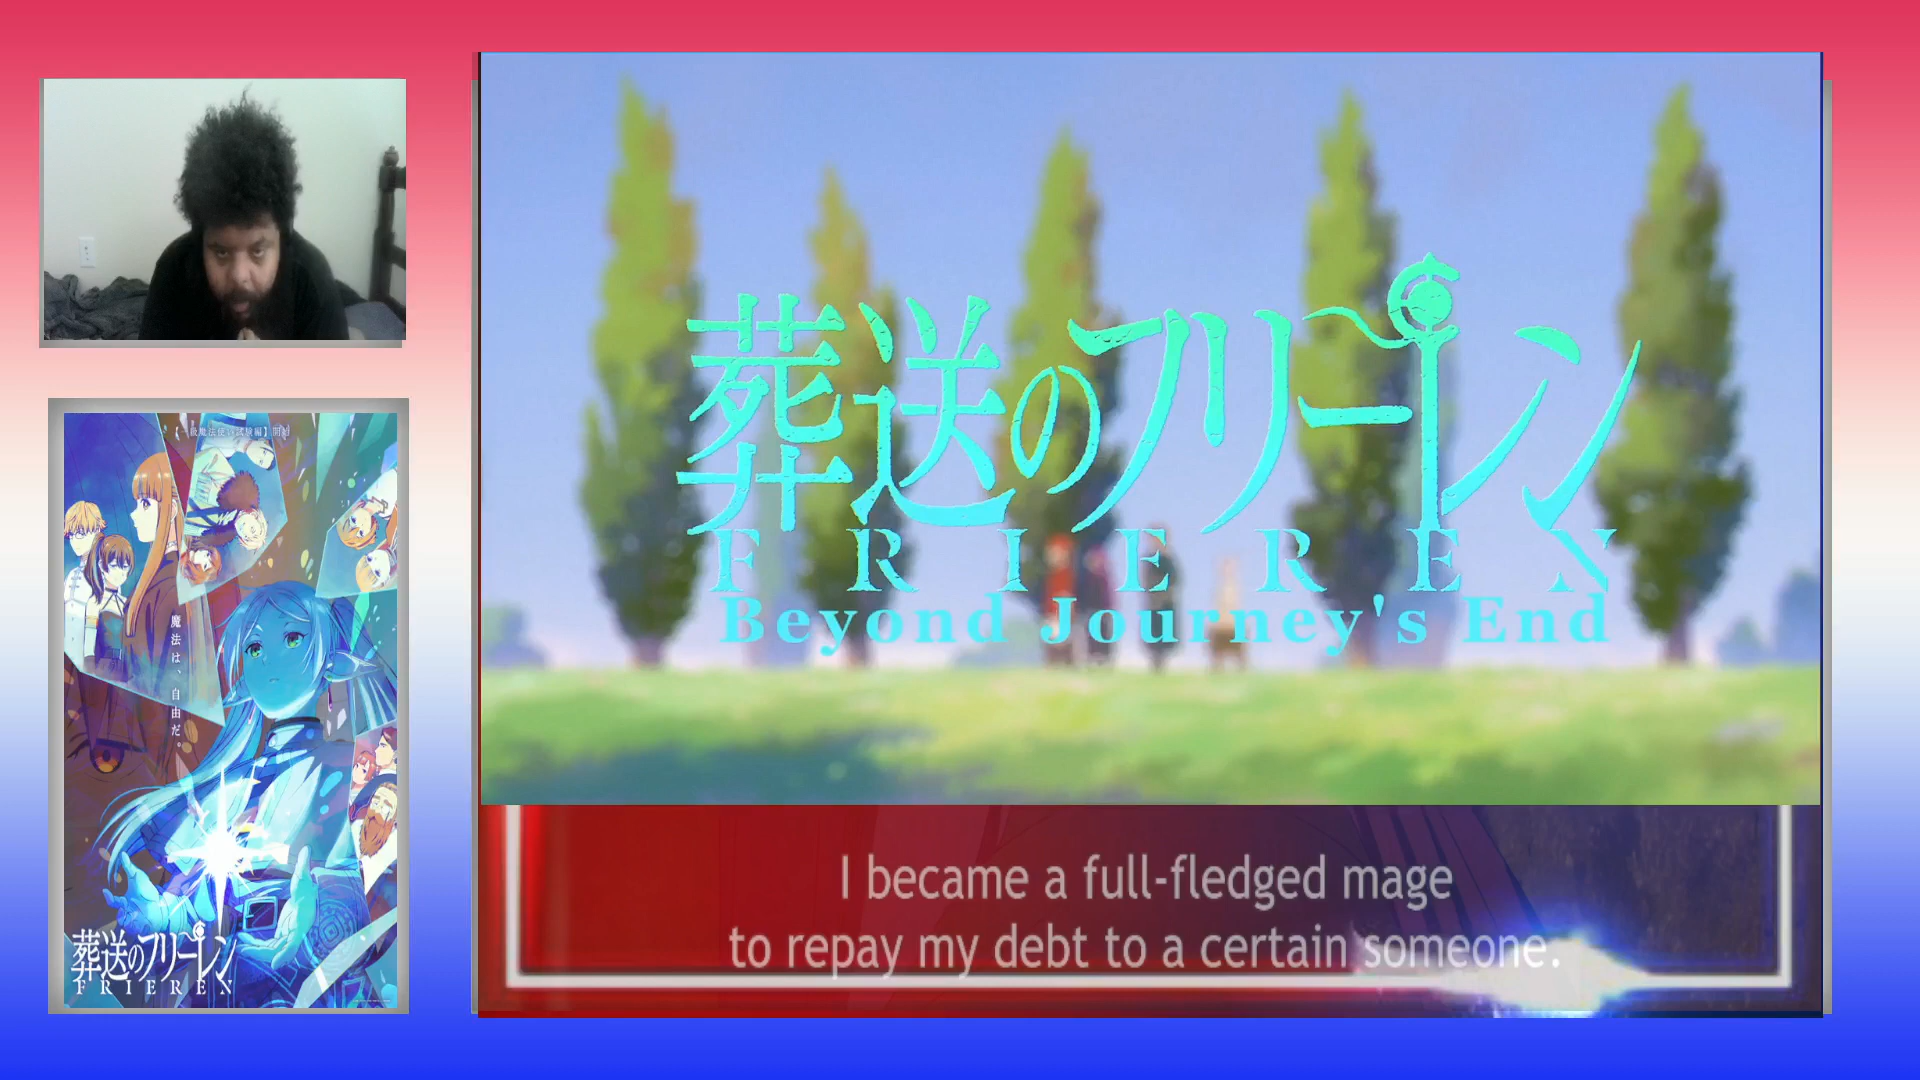 葬送のフリーレン
FRIEREN
Beyond Journey's End
I became a full-fledged mage
to repay my debt to a certain someone.
魔法は、自由だ。
葬送のフリーレン
FRIEREN